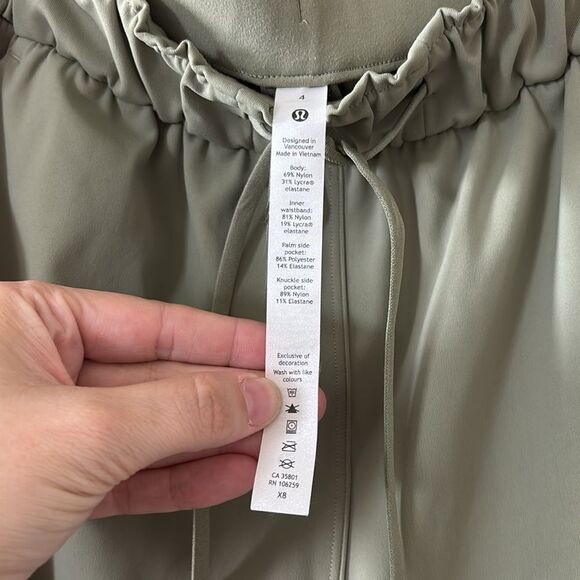 4
Designed in
Vancouver
Made in Vietnam
Body:
69% Nylon
31% Lycra®
elastane
Inner
waistband:
81% Nylon
19% Lycra®
elastane
Palm side
pocket:
86% Polyester
14% Elastane
Knuckle side
pocket:
89% Nylon
11% Elastane
Exclusive of
decoration
Wash with like
colours
CA 35801
RN 106259
XB